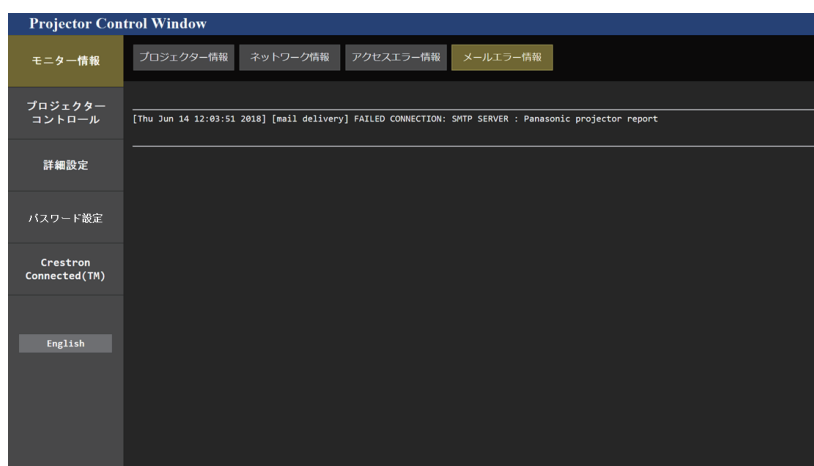 Projector Control Window
モニター情報
プロジェクター情報 ネットワーク情報 アクセスエラー情報 メールエラー情報
プロジェクター
コントロール
[Thu Jun 14 12:03:51 2018] [mail delivery] FAILED CONNECTION: SMTP SERVER : Panasonic projector report
詳細設定
パスワード設定
Crestron
Connected(TM)
English